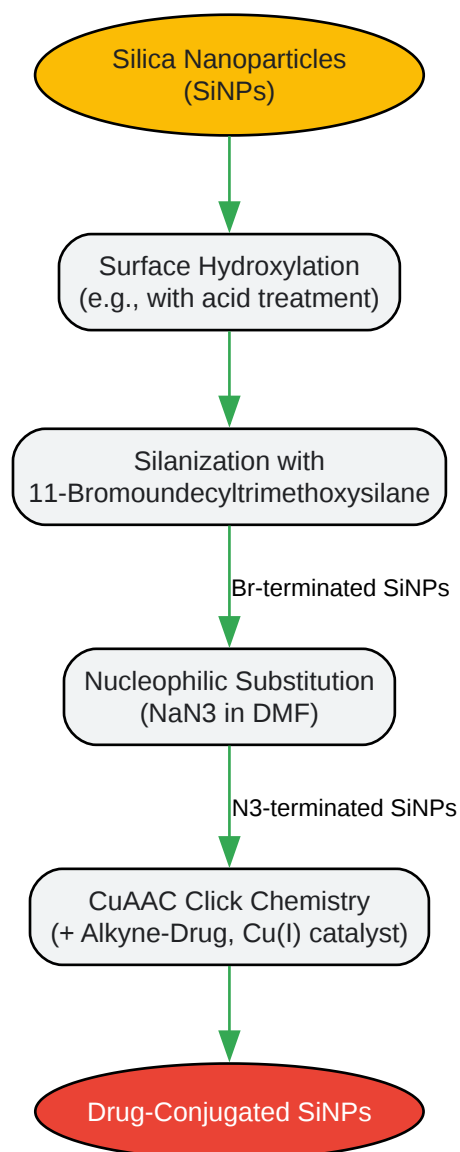 Silica Nanoparticles
(SiNPs)
Surface Hydroxylation
(e.g., with acid treatment)
Silanization with
11-Bromoundecyltrimethoxysilane
Br-terminated SiNPs
Nucleophilic Substitution
(NaN3 in DMF)
N3-terminated SiNPs
CuAAC Click Chemistry
(+ Alkyne-Drug, Cu(I) catalyst)
Drug-Conjugated SiNPs